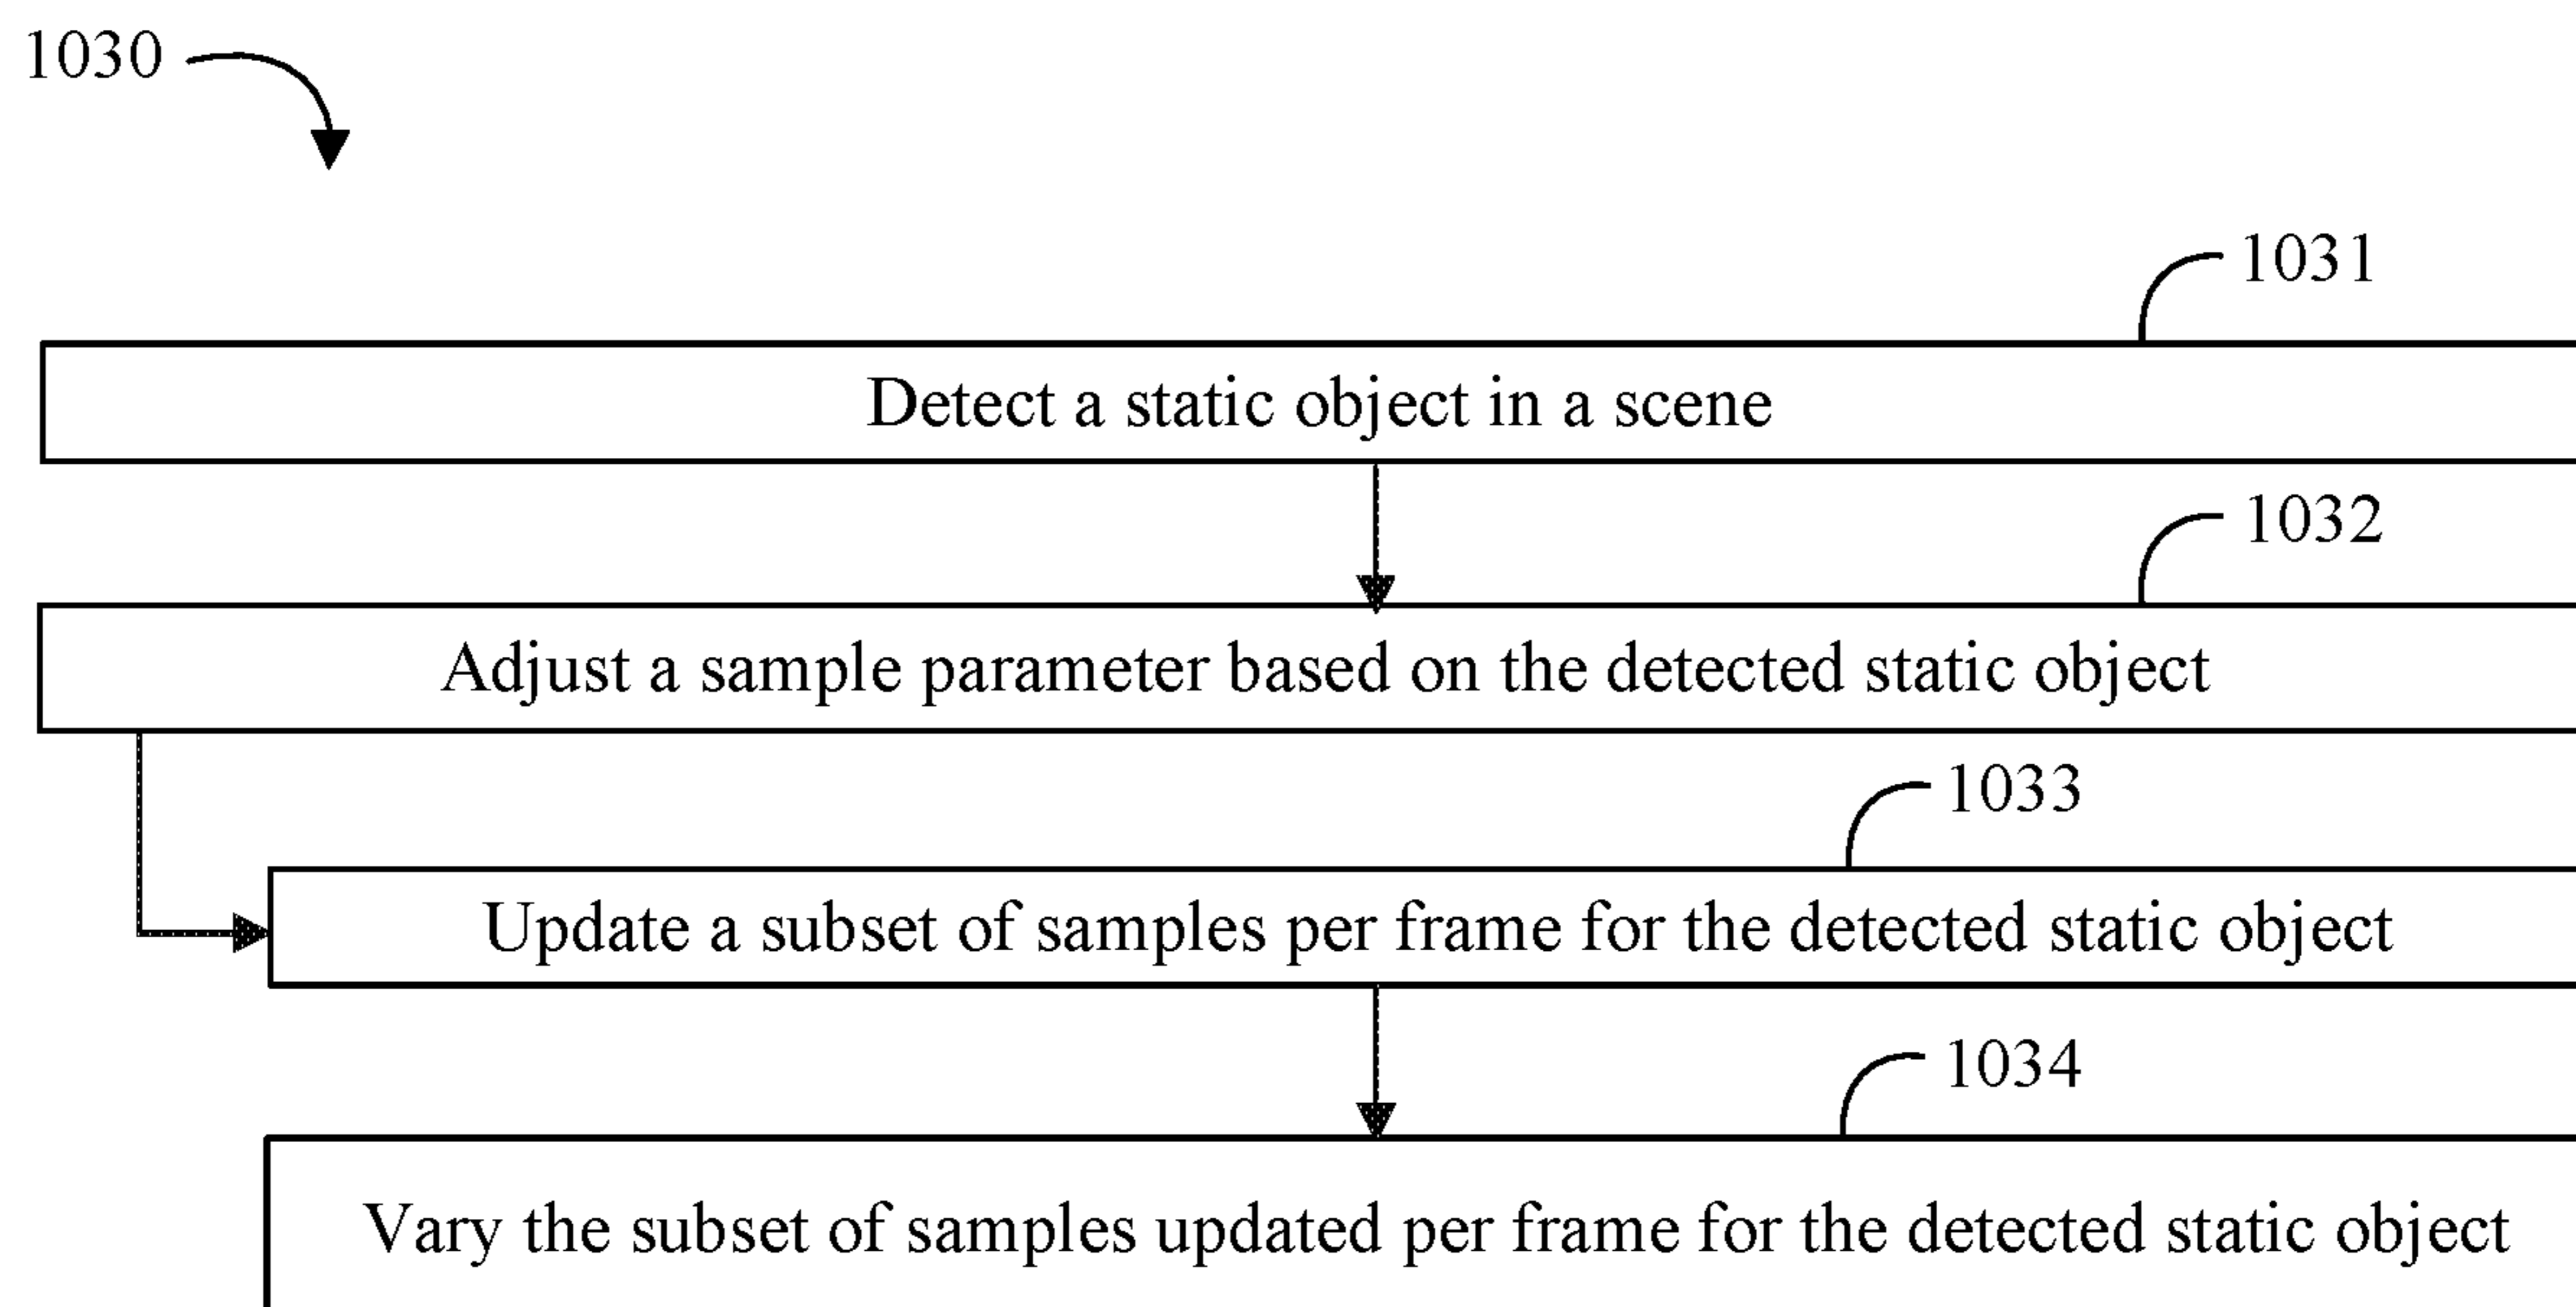 1030
1031
Detect a static object in a scene
1032
Adjust a sample parameter based on the detected static object
1033
Update a subset of samples per frame for the detected static object
1034
Vary the subset of samples updated per frame for the detected static object